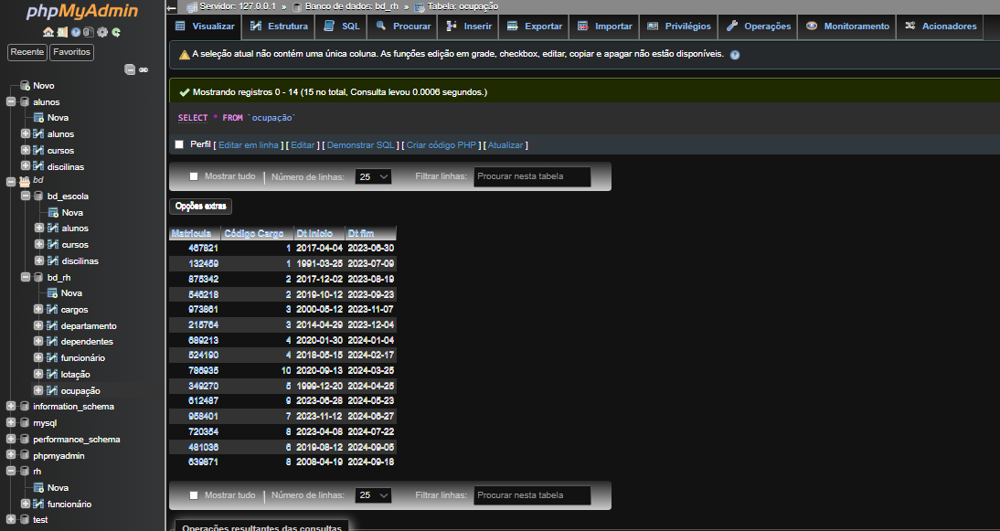 phpMyAdmin
Recente Favoritos
Novo
alunos
Nova
alunos
cursos
discilinas
bd
bd_escola
Nova
alunos
cursos
discilinas
bd_rh
Nova
cargos
departamento
dependentes
funcionário
lotação
ocupação
information_schema
mysql
performance_schema
phpmyadmin
rh
Nova
funcionário
test
Servidor: 127.0.0.1 » Banco de dados: bd_rh » Tabela: ocupação
Visualizar Estrutura SQL Procurar Inserir Exportar Importar Privilégios Operações Monitoramento Acionadores
A seleção atual não contém uma única coluna. As funções edição em grade, checkbox, editar, copiar e apagar não estão disponíveis.
Mostrando registros 0 - 14 (15 no total, Consulta levou 0.0006 segundos.)
SELECT * FROM `ocupação`
Perfil [ Editar em linha ] [ Editar ] [ Demonstrar SQL ] [ Criar código PHP ] [ Atualizar ]
Mostrar tudo | Número de linhas: 25 Filtrar linhas: Procurar nesta tabela
Opções extras
Matricula Código Cargo Dt inicio Dt fim
467821 1 2017-04-04 2023-06-30
132459 1 1991-03-25 2023-07-09
875342 2 2017-12-02 2023-08-19
546218 2 2019-10-12 2023-09-23
973861 3 2000-05-12 2023-11-07
215764 3 2014-04-29 2023-12-04
689213 4 2020-01-30 2024-01-04
524190 4 2018-05-15 2024-02-17
786935 10 2020-09-13 2024-03-25
349270 5 1999-12-20 2024-04-25
612487 9 2023-06-28 2024-05-23
958401 7 2023-11-12 2024-06-27
720354 8 2023-04-08 2024-07-22
481036 6 2019-08-12 2024-09-05
639871 8 2008-04-19 2024-09-18
Mostrar tudo | Número de linhas: 25 Filtrar linhas: Procurar nesta tabela
Operações resultantes das consultas